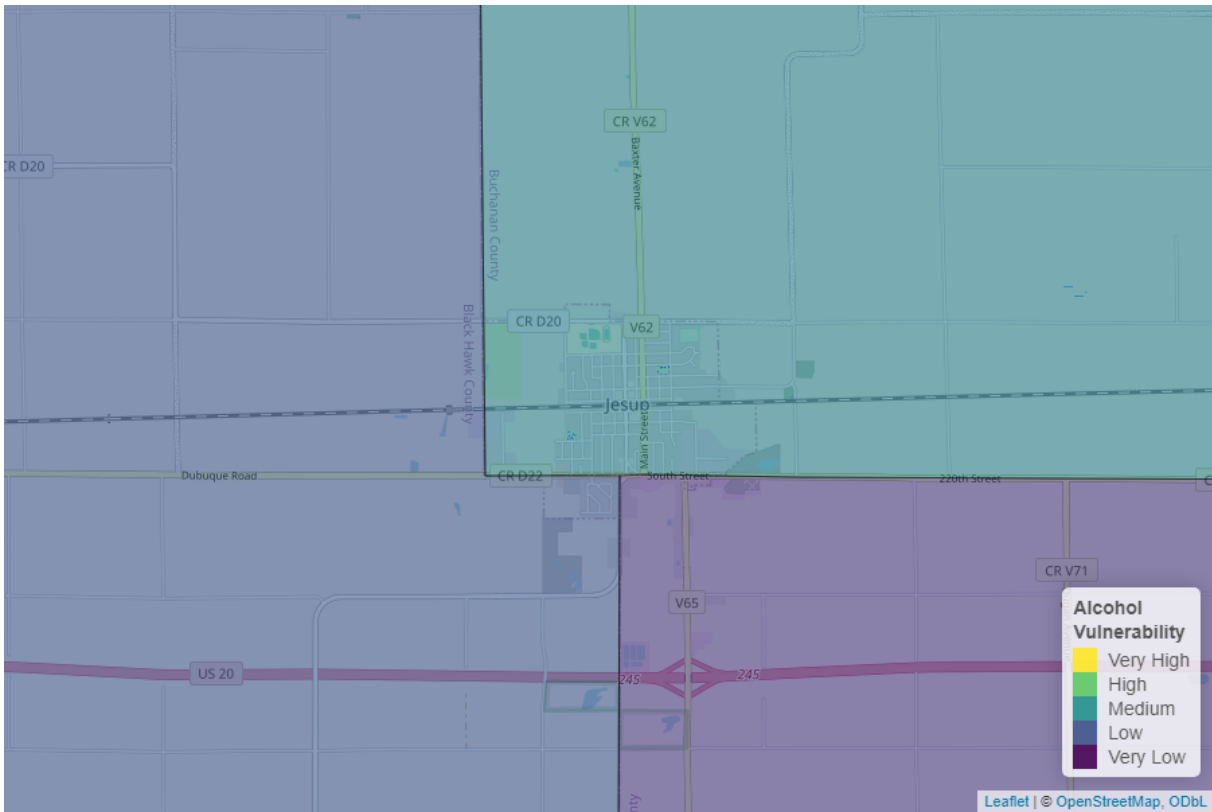 CR V62
Baxter Avenue
CR D20
Buchanan County
Black Hawk County
CR D20
V62
Jesup
Main Street
Dubuque Road
CR D22
South Street
220th Street
CR V71
V65
US 20
245
245
Alcohol
Vulnerability
Very High
High
Medium
Low
Very Low
Leaflet | © OpenStreetMap, ODbL